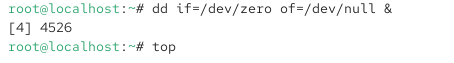 root@localhost:~# dd if=/dev/zero of=/dev/null &
[4] 4526
root@localhost:~# top